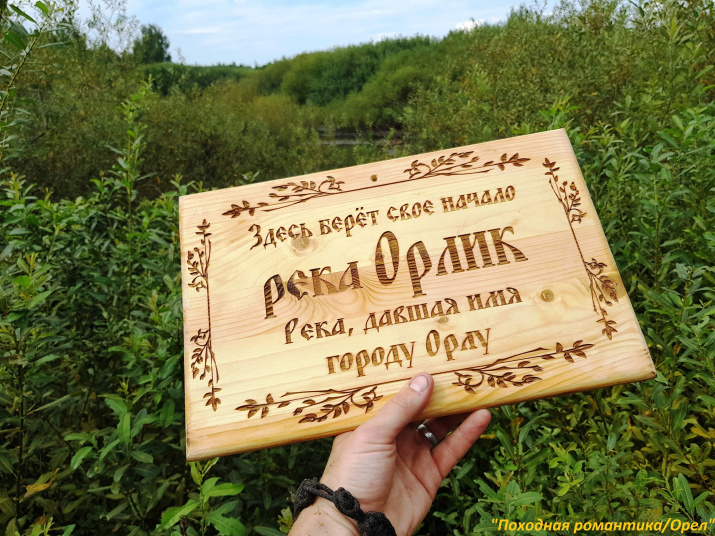 Здесь берёт свое начало
река Орлик
Река, давшая имя
городу Орлу
"Походная романтика/Орел"